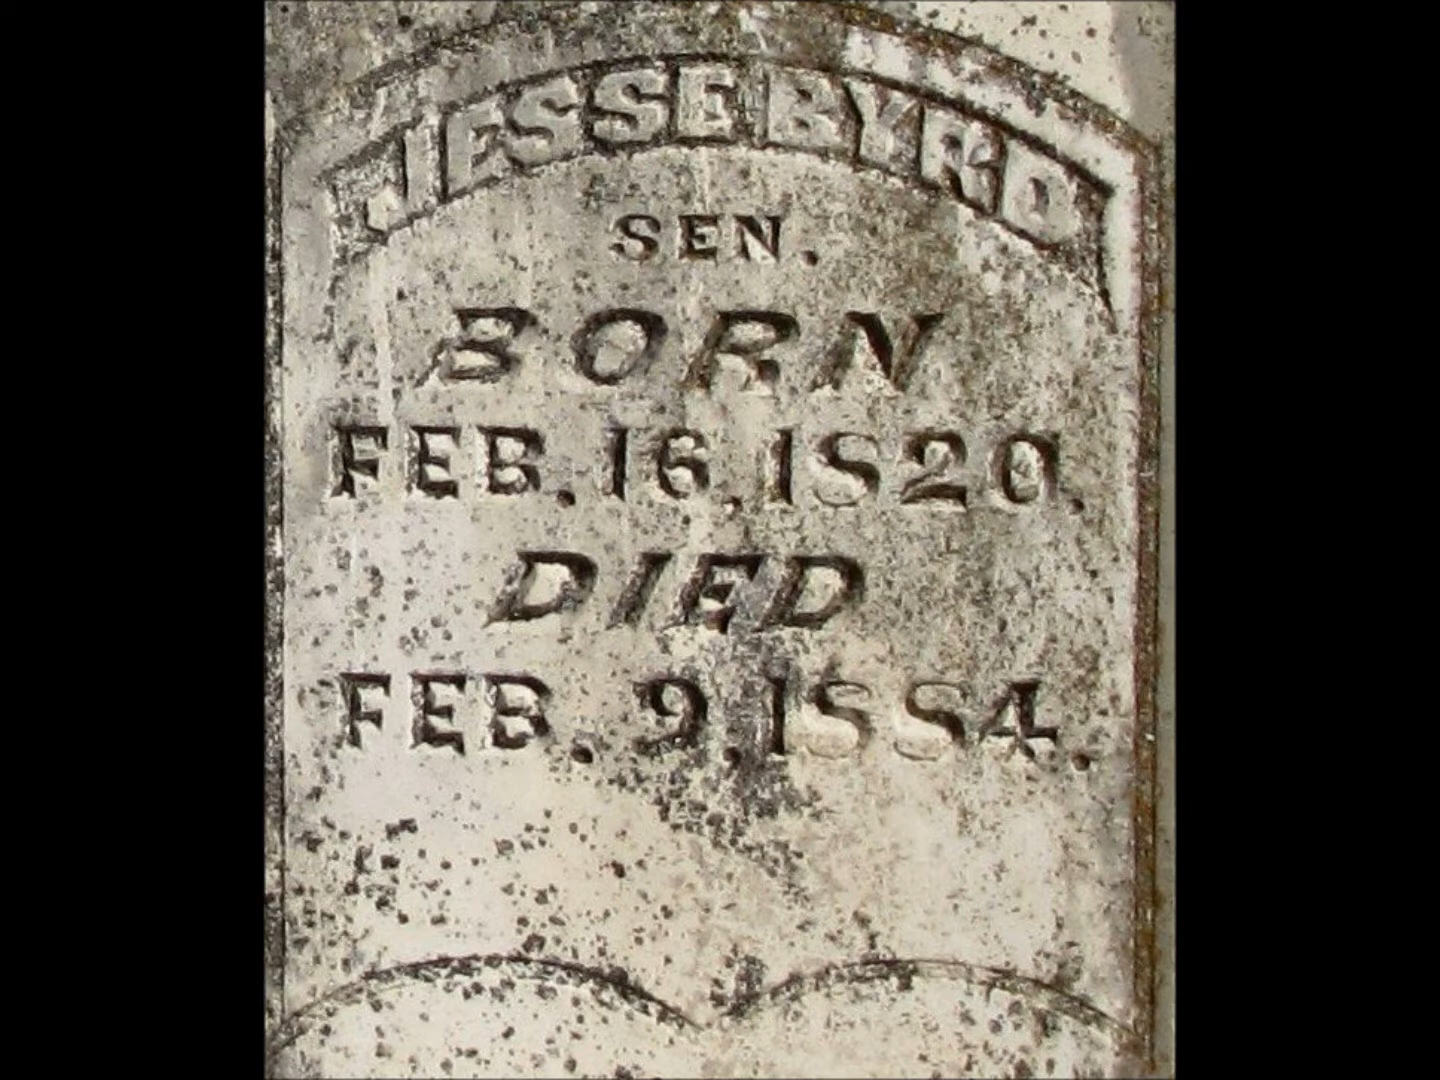 JESSE BYRD
SEN.
BORN
FEB. 16, 1820.
DIED
FEB. 9, 1884.